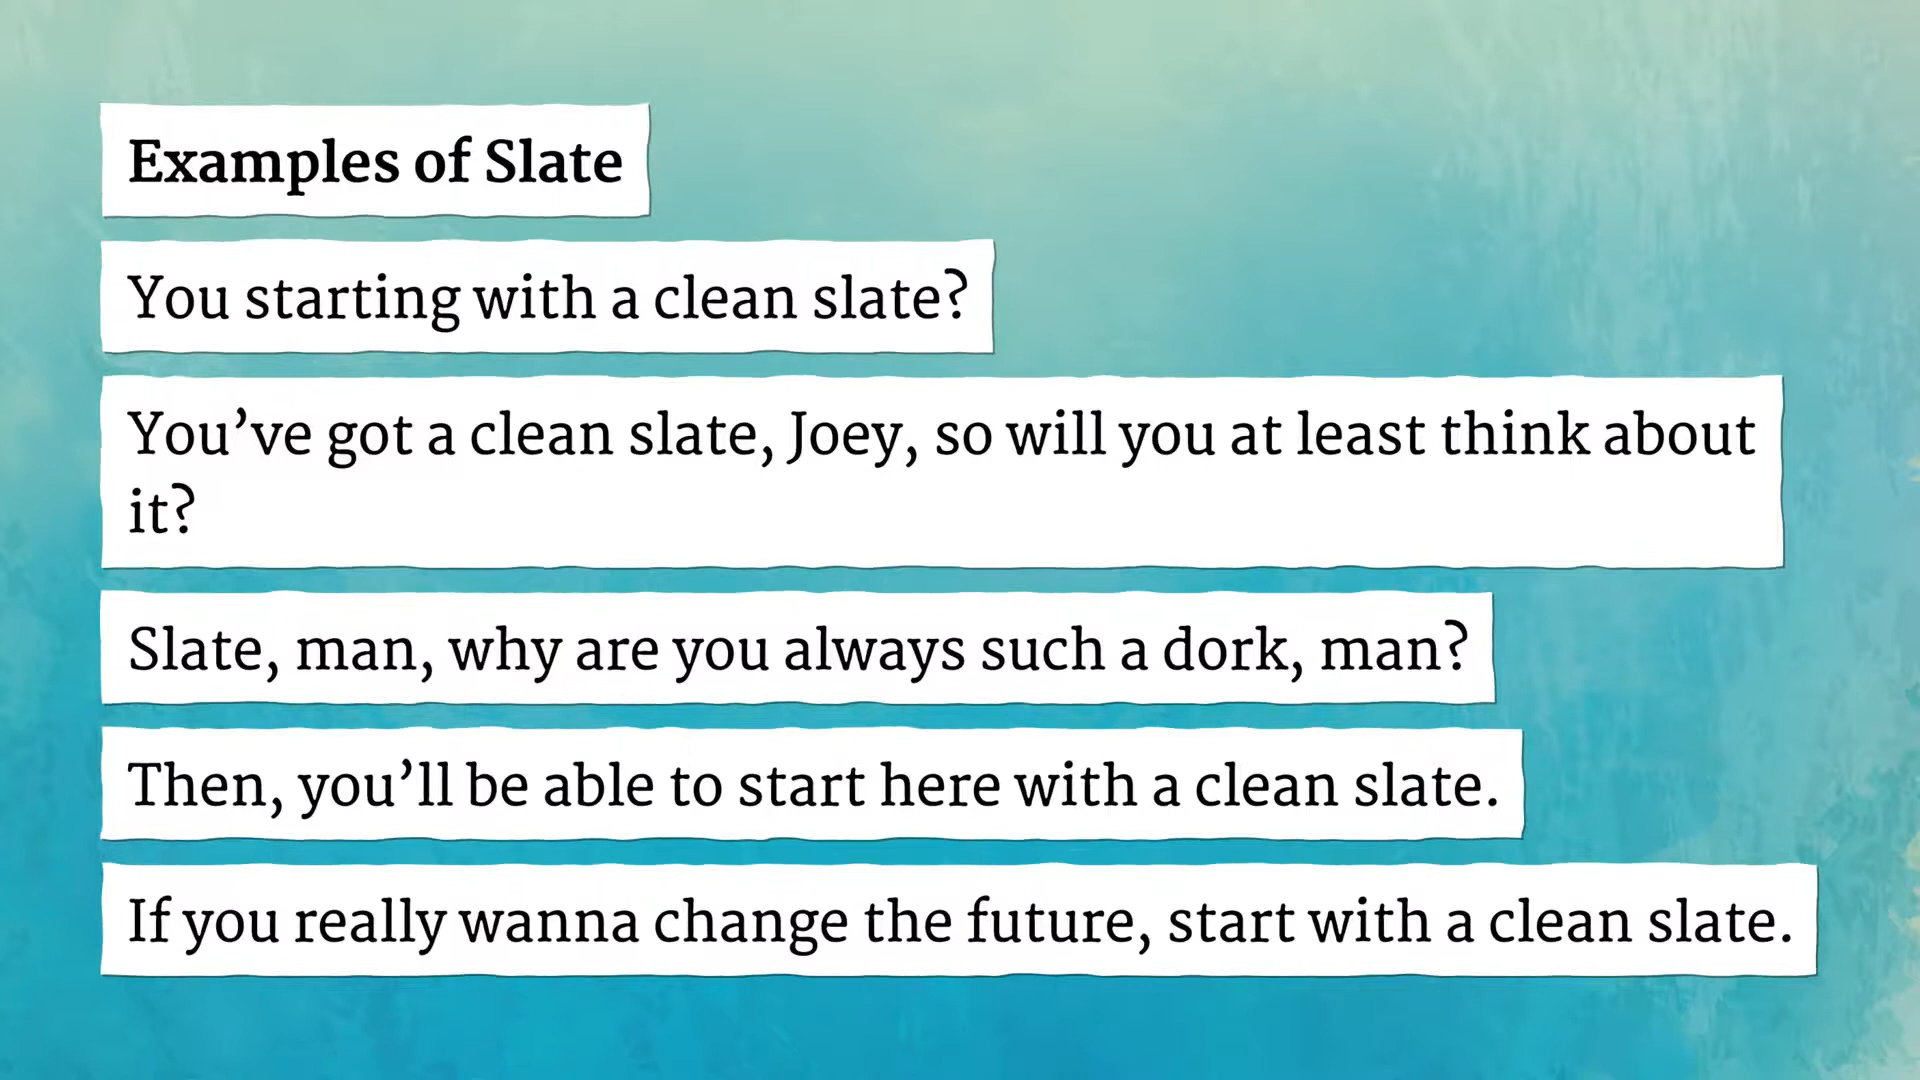 Examples of Slate
You starting with a clean slate?
You’ve got a clean slate, Joey, so will you at least think about
it?
Slate, man, why are you always such a dork, man?
Then, you’ll be able to start here with a clean slate.
If you really wanna change the future, start with a clean slate.